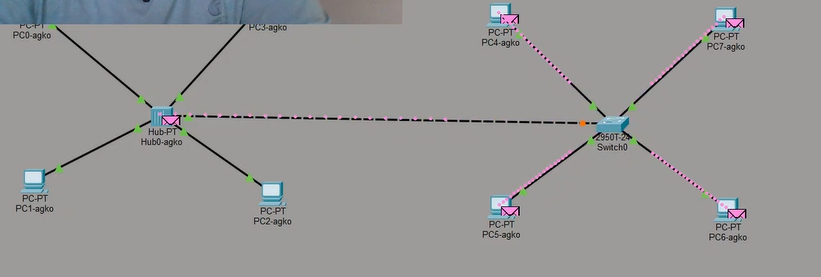 PC-PT
PC0-agko
PC3-agko
PC-PT
PC4-agko
PC-PT
PC7-agko
Hub-PT
Hub0-agko
2950T-24
Switch0
PC-PT
PC1-agko
PC-PT
PC2-agko
PC-PT
PC5-agko
PC-PT
PC6-agko